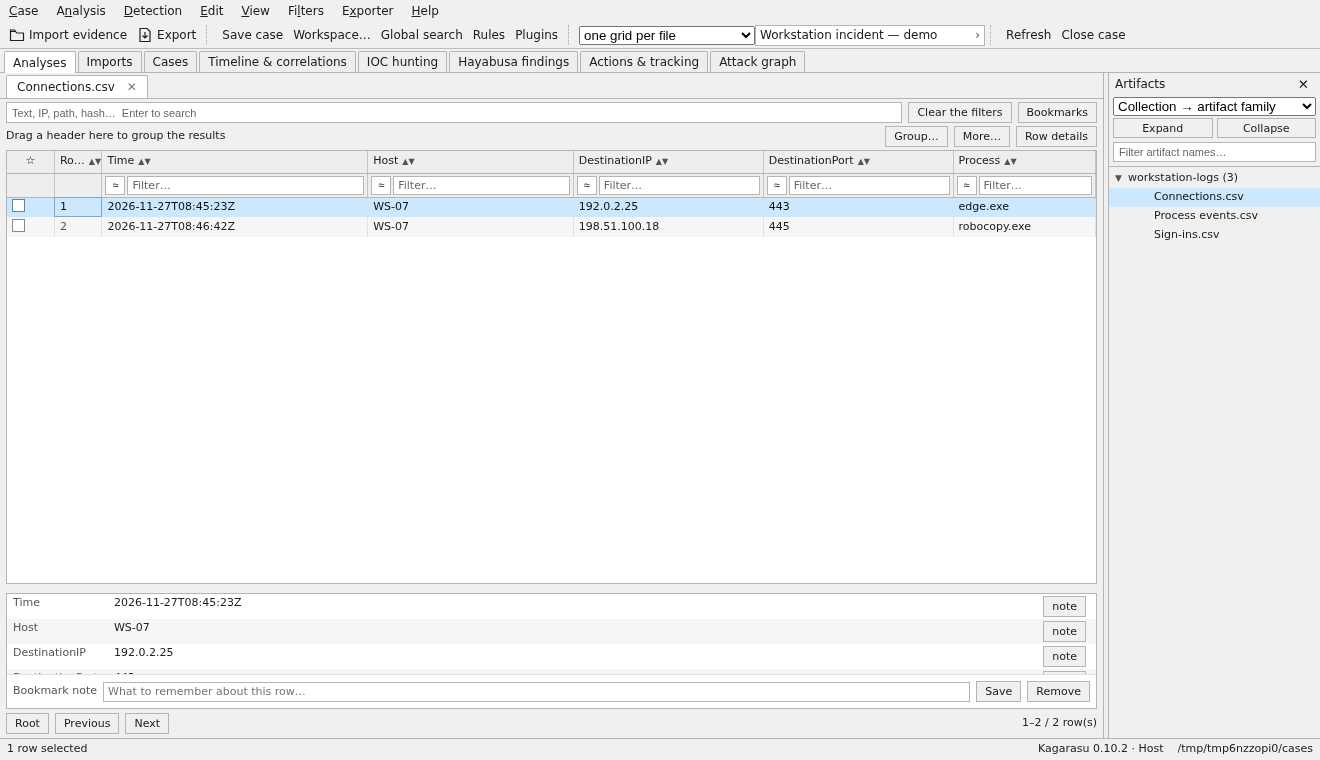 Case Analysis Detection Edit View Filters Exporter Help
Import evidence Export Save case Workspace… Global search Rules Plugins one grid per file Workstation incident — demo › Refresh Close case
Analyses Imports Cases Timeline & correlations IOC hunting Hayabusa findings Actions & tracking Attack graph
Connections.csv ✕
Text, IP, path, hash… Enter to search Clear the filters Bookmarks
Drag a header here to group the results Group… More… Row details
☆ Ro… ▲▼ Time ▲▼ Host ▲▼ DestinationIP ▲▼ DestinationPort ▲▼ Process ▲▼
≈ Filter… ≈ Filter… ≈ Filter… ≈ Filter… ≈ Filter…
1 2026-11-27T08:45:23Z WS-07 192.0.2.25 443 edge.exe
2 2026-11-27T08:46:42Z WS-07 198.51.100.18 445 robocopy.exe
Time 2026-11-27T08:45:23Z note
Host WS-07 note
DestinationIP 192.0.2.25 note
Bookmark note What to remember about this row… Save Remove
Root Previous Next 1–2 / 2 row(s)
Artifacts ✕
Collection → artifact family
Expand Collapse
Filter artifact names…
▼ workstation-logs (3)
Connections.csv
Process events.csv
Sign-ins.csv
1 row selected Kagarasu 0.10.2 · Host /tmp/tmp6nzzopi0/cases